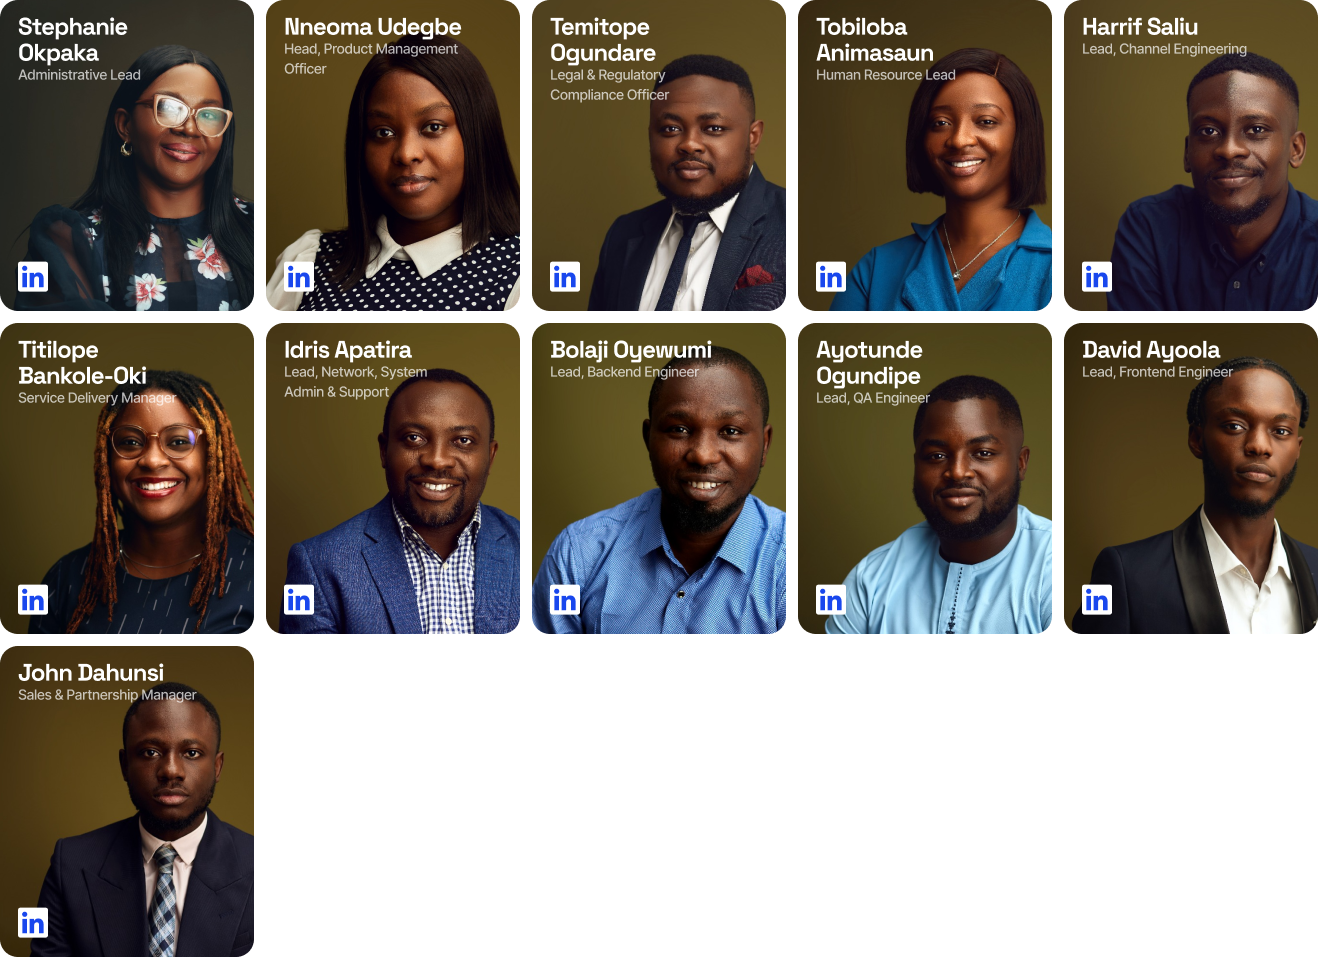 Stephanie
Okpaka
Administrative Lead
in
Nneoma Udegbe
Head, Product Management
Officer
in
Temitope
Ogundare
Legal & Regulatory
Compliance Officer
in
Tobiloba
Animasaun
Human Resource Lead
in
Harrif Saliu
Lead, Channel Engineering
in
Titilope
Bankole-Oki
Service Delivery Manager
in
Idris Apatira
Lead, Network, System
Admin & Support
in
Bolaji Oyewumi
Lead, Backend Engineer
in
Ayotunde
Ogundipe
Lead, QA Engineer
in
David Ayoola
Lead, Frontend Engineer
in
John Dahunsi
Sales & Partnership Manager
in